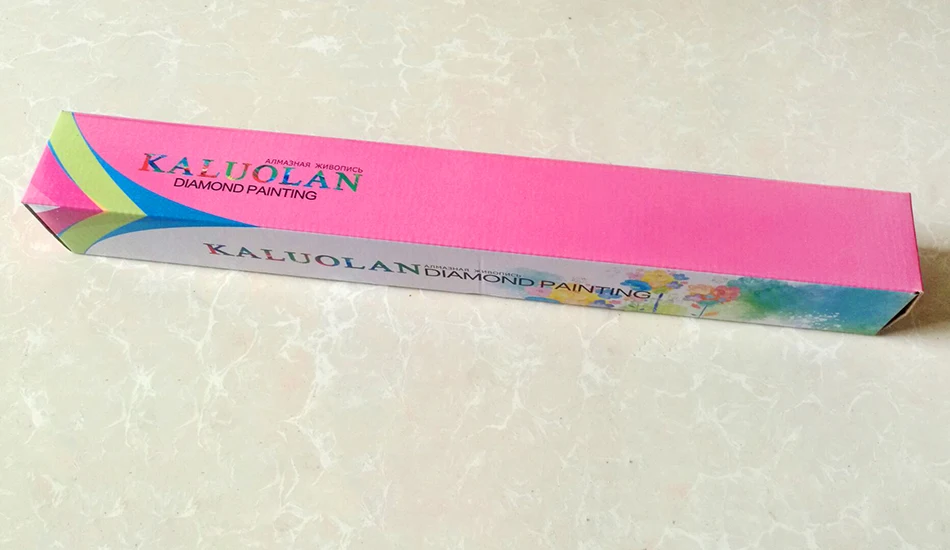 АЛМАЗНАЯ ЖИВОПИСЬ
KALUOLAN
DIAMOND PAINTING
KALUOLAN АЛМАЗНАЯ ЖИВОПИСЬ
DIAMOND PAINTING